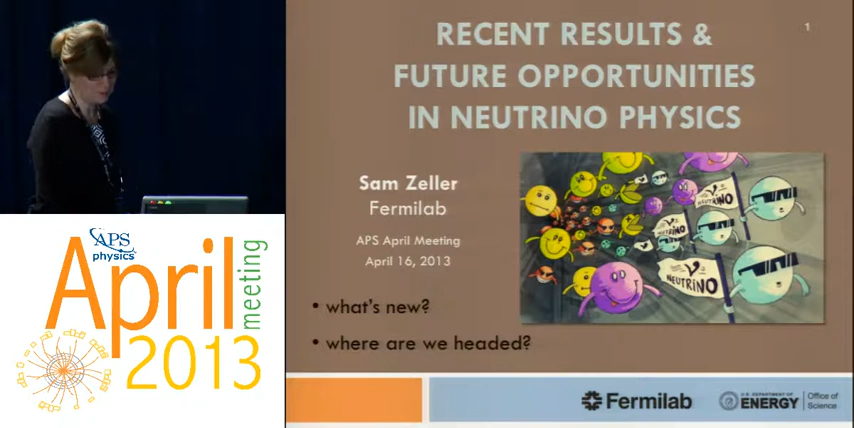 RECENT RESULTS &
FUTURE OPPORTUNITIES
IN NEUTRINO PHYSICS
1
Sam Zeller
Fermilab
APS April Meeting
April 16, 2013
NEUTRINO
NEUTRINO
NEUTRINO
• what's new?
• where are we headed?
APS
physics
April
meeting
2013
Fermilab
U.S. DEPARTMENT OF
ENERGY
Office of
Science